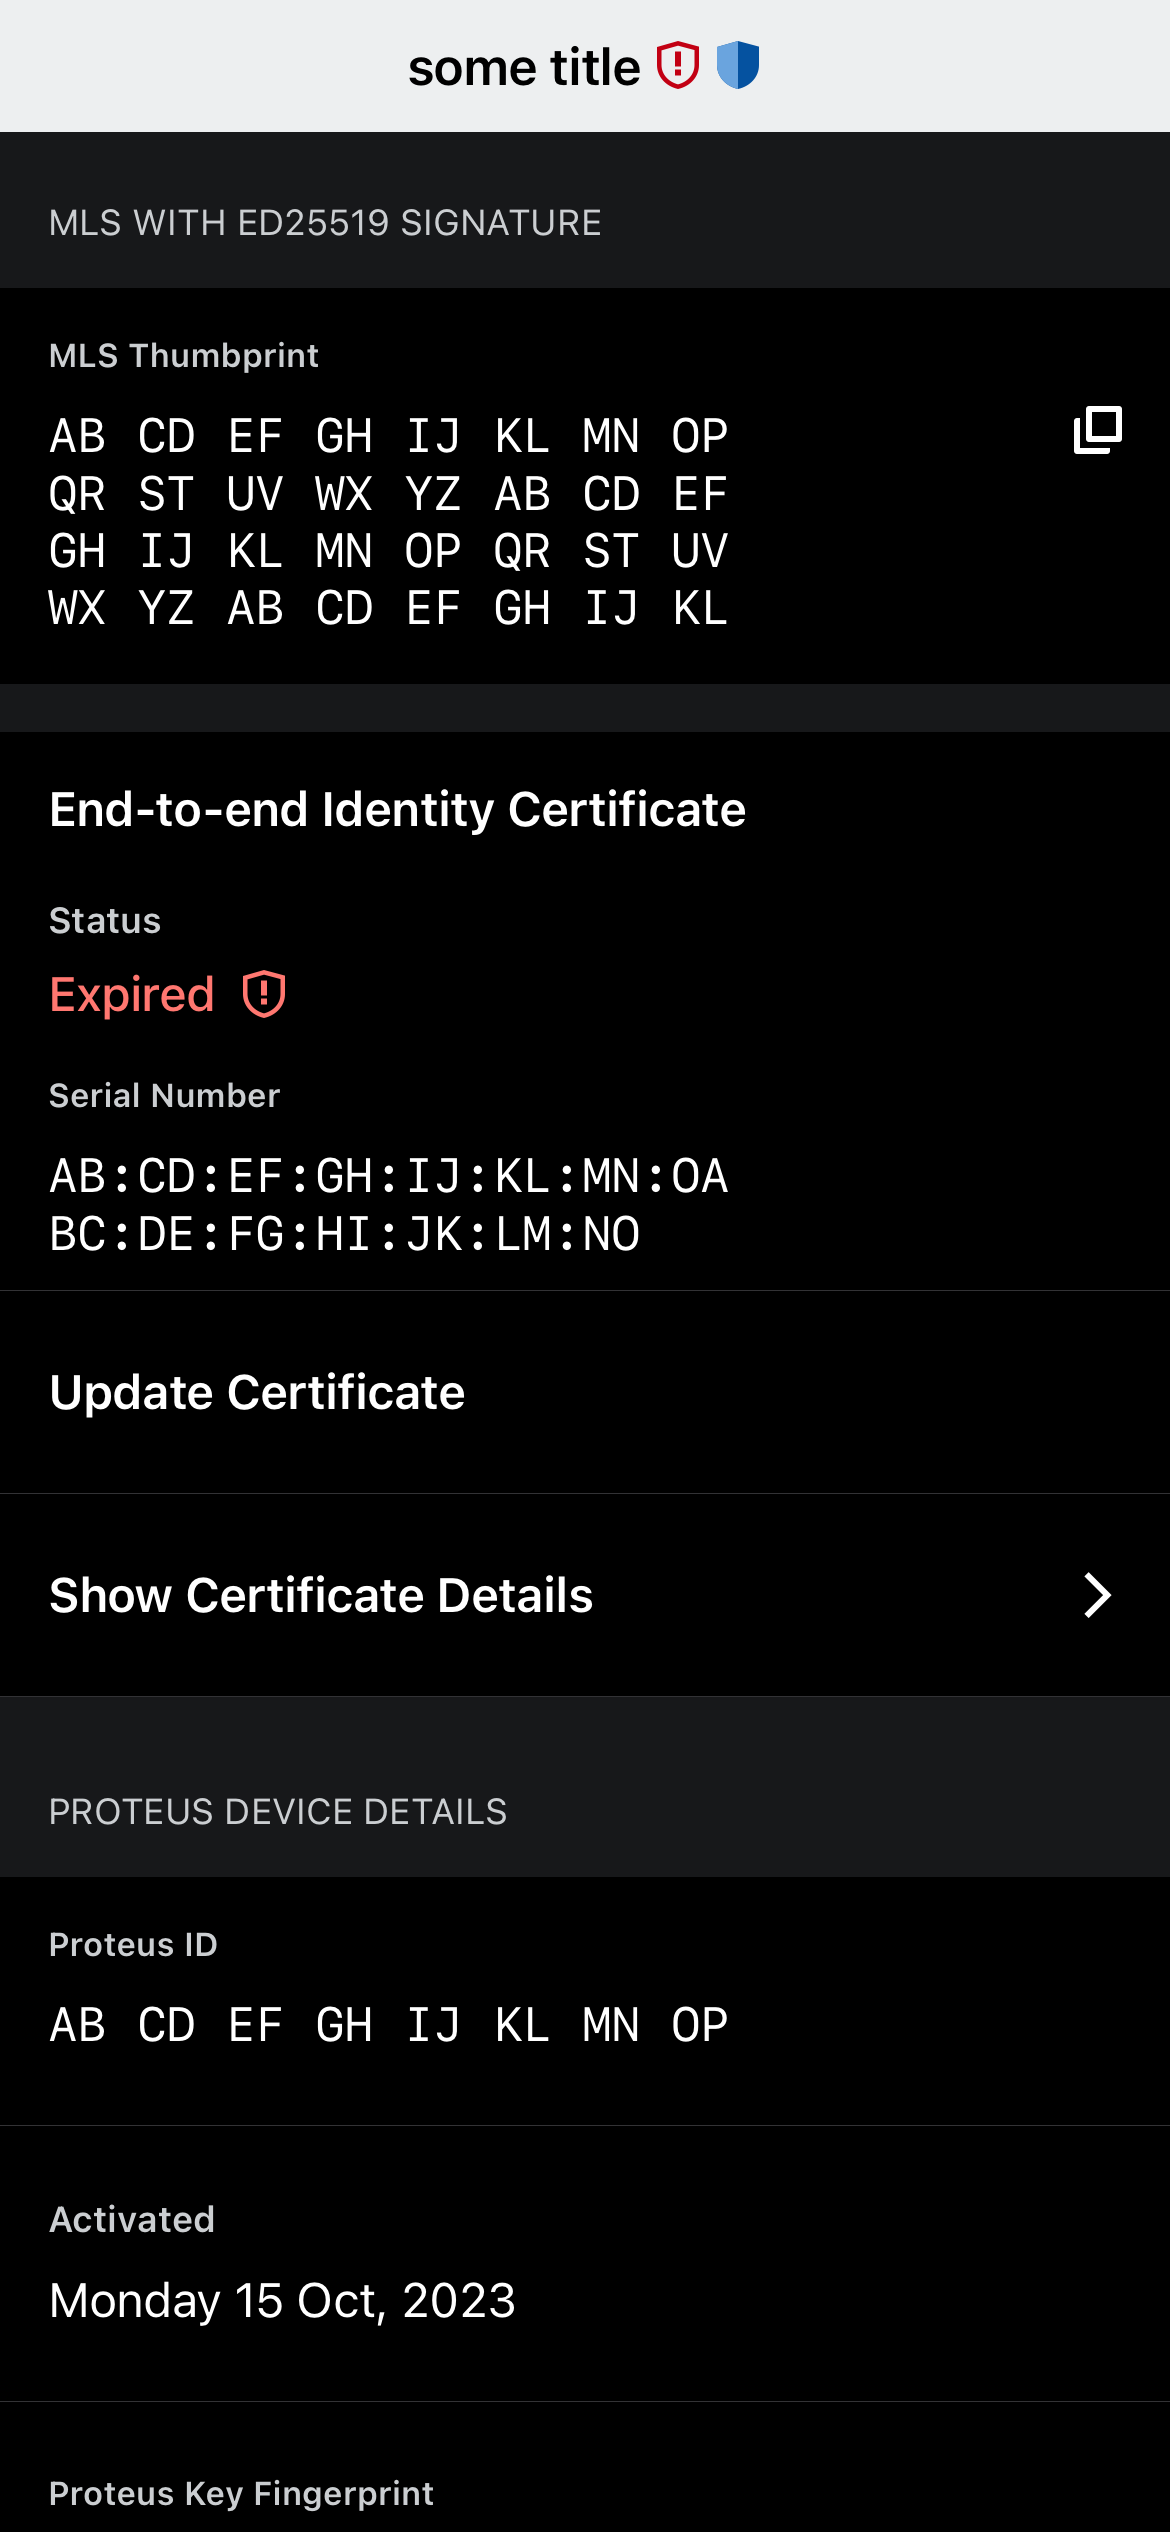 some title
MLS WITH ED25519 SIGNATURE
MLS Thumbprint
AB CD EF GH IJ KL MN OP
QR ST UV WX YZ AB CD EF
GH IJ KL MN OP QR ST UV
WX YZ AB CD EF GH IJ KL
End-to-end Identity Certificate
Status
Expired
Serial Number
AB:CD:EF:GH:IJ:KL:MN:OA
BC:DE:FG:HI:JK:LM:NO
Update Certificate
Show Certificate Details
PROTEUS DEVICE DETAILS
Proteus ID
AB CD EF GH IJ KL MN OP
Activated
Monday 15 Oct, 2023
Proteus Key Fingerprint